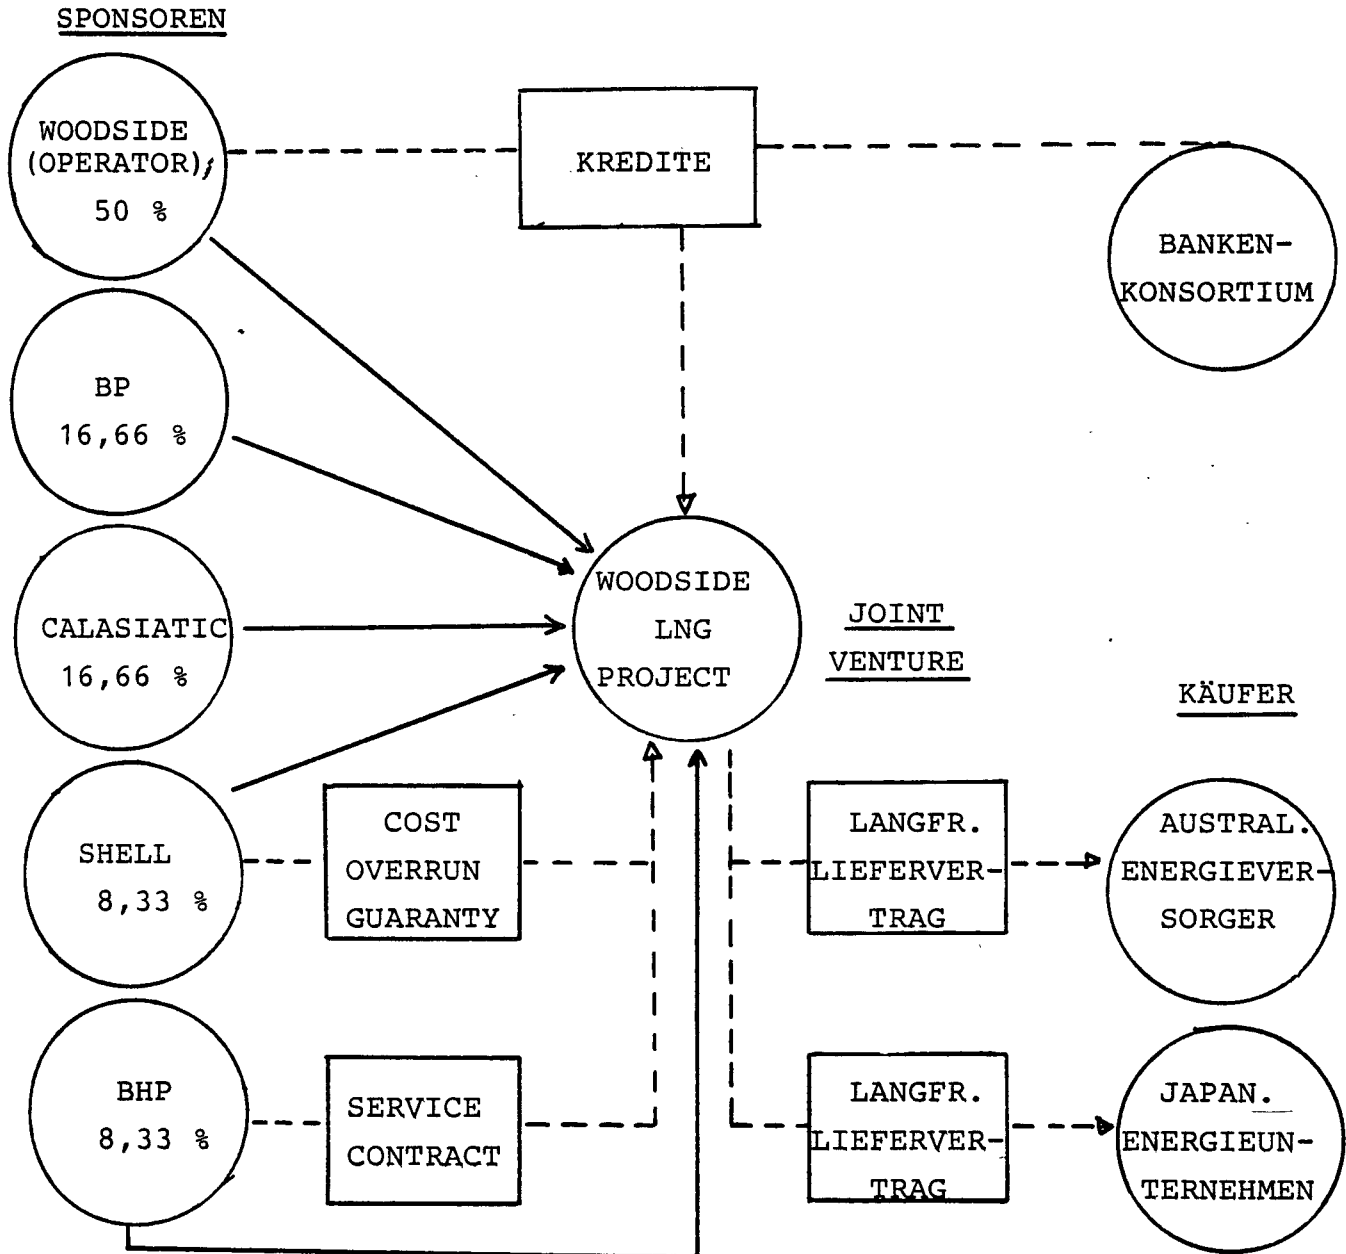 SPONSOREN
WOODSIDE
(OPERATOR),
50 %
KREDITE
BANKEN-
KONSORTIUM
BP
16,66 %
CALASIATIC
16,66 %
WOODSIDE
LNG
PROJECT
JOINT
VENTURE
KÄUFER
SHELL
8,33 %
COST
OVERRUN
GUARANTY
LANGFR.
LIEFERVER-
TRAG
AUSTRAL.
ENERGIEVER-
SORGER
BHP
8,33 %
SERVICE
CONTRACT
LANGFR.
LIEFERVER-
TRAG
JAPAN.
ENERGIEUN-
TERNEHMEN